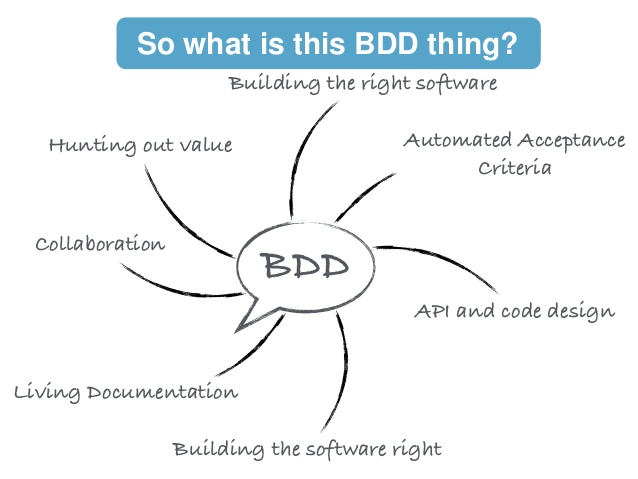 So what is this BDD thing?
Building the right software
Hunting out value
Automated Acceptance
Criteria
Collaboration
BDD
API and code design
Living Documentation
Building the software right